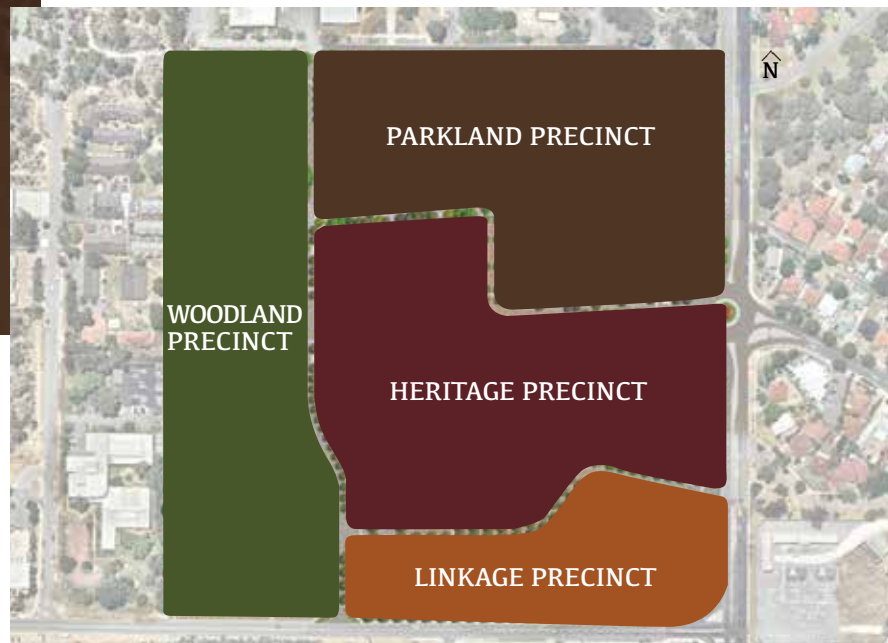 PARKLAND PRECINCT
N
WOODLAND
PRECINCT
HERITAGE PRECINCT
LINKAGE PRECINCT